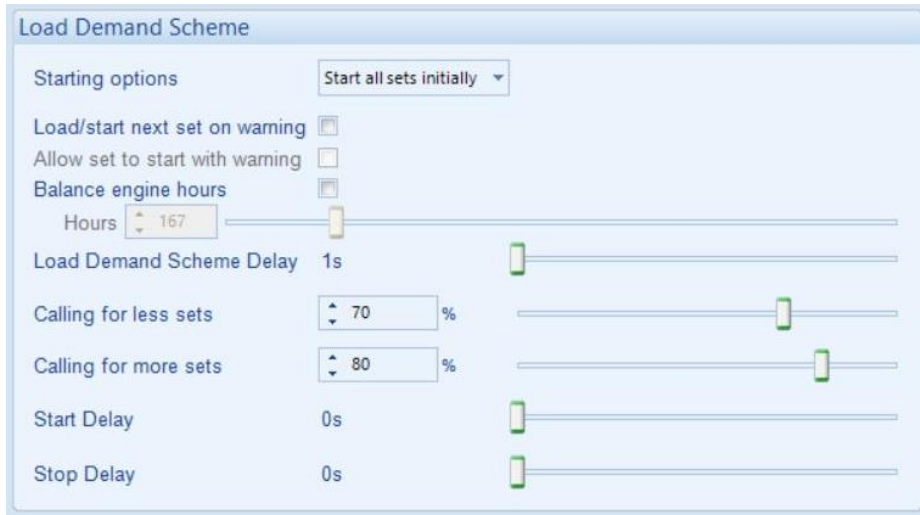 Load Demand Scheme
Starting options Start all sets initially
Load/start next set on warning
Allow set to start with warning
Balance engine hours
Hours 167
Load Demand Scheme Delay 1s
Calling for less sets 70 %
Calling for more sets 80 %
Start Delay 0s
Stop Delay 0s